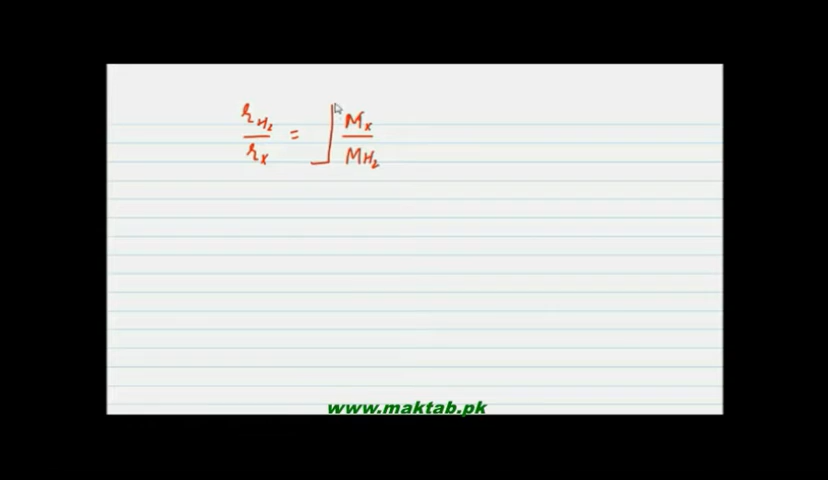 r_H₂ / r_x = √ M_x / M_H₂
www.maktab.pk